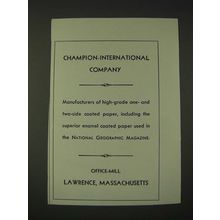 CHAMPION-INTERNATIONAL
COMPANY
Manufacturers of high-grade one- and
two-side coated paper, including the
superior enamel coated paper used in
the NATIONAL GEOGRAPHIC MAGAZINE.
OFFICE-MILL
LAWRENCE, MASSACHUSETTS